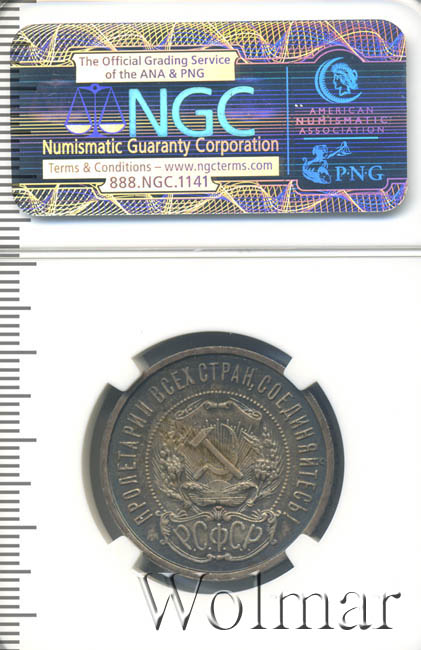 The Official Grading Service
of the ANA & PNG
NGC
Numismatic Guaranty Corporation
Terms & Conditions – www.ngcterms.com
888.NGC.1141
AMERICAN
NUMISMATIC
ASSOCIATION
P·N·G
ПРОЛЕТАРИИ ВСЕХ СТРАН, СОЕДИНЯЙТЕСЬ!
Р.С.Ф.С.Р.
Wolmar